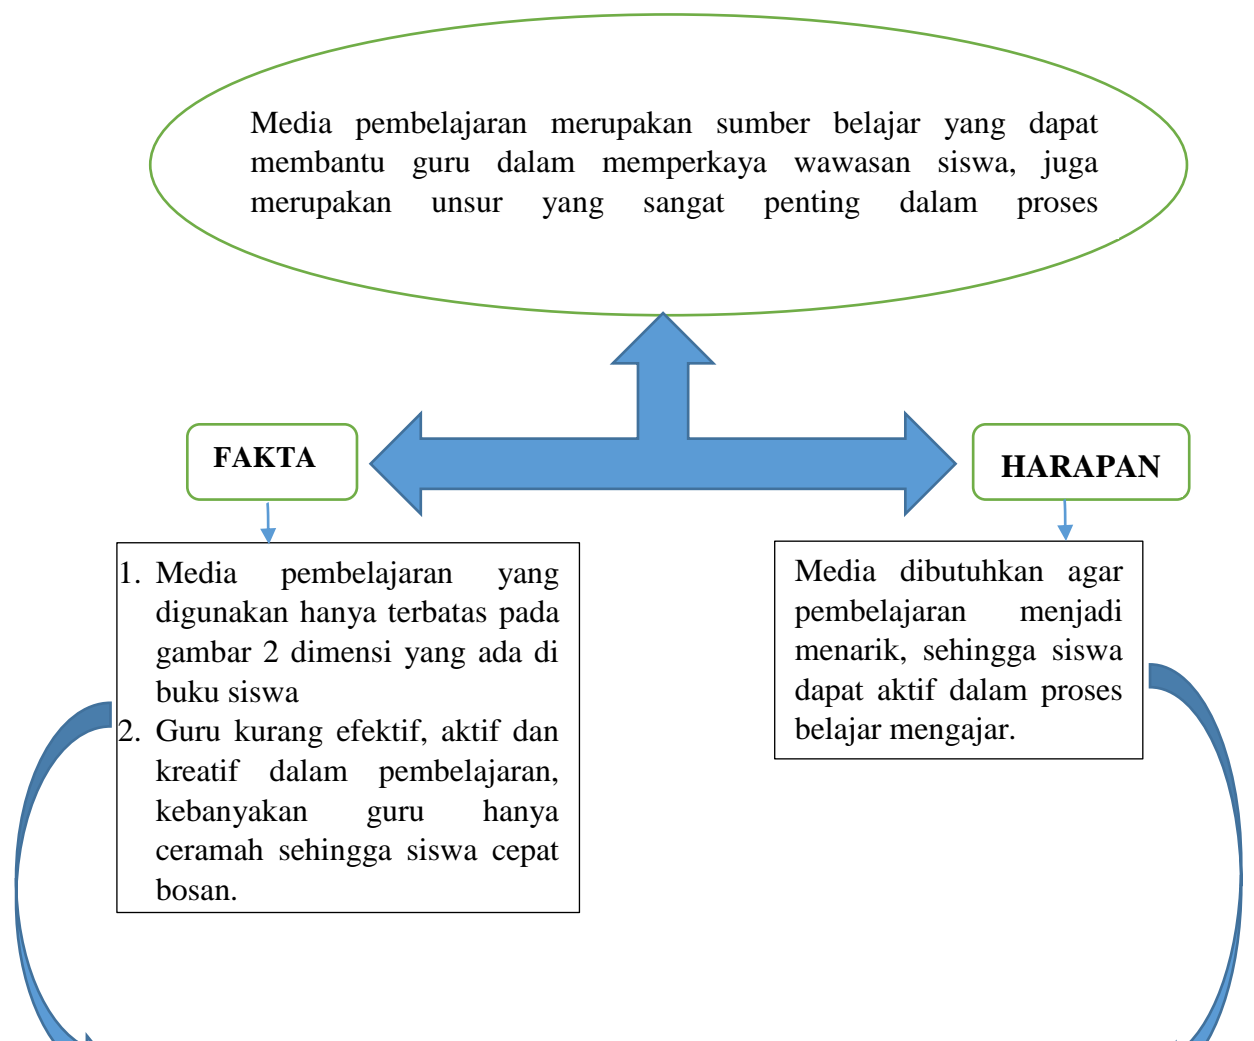 Media pembelajaran merupakan sumber belajar yang dapat
membantu guru dalam memperkaya wawasan siswa, juga
merupakan unsur yang sangat penting dalam proses
FAKTA
HARAPAN
1. Media pembelajaran yang
digunakan hanya terbatas pada
gambar 2 dimensi yang ada di
buku siswa
2. Guru kurang efektif, aktif dan
kreatif dalam pembelajaran,
kebanyakan guru hanya
ceramah sehingga siswa cepat
bosan.
Media dibutuhkan agar
pembelajaran menjadi
menarik, sehingga siswa
dapat aktif dalam proses
belajar mengajar.